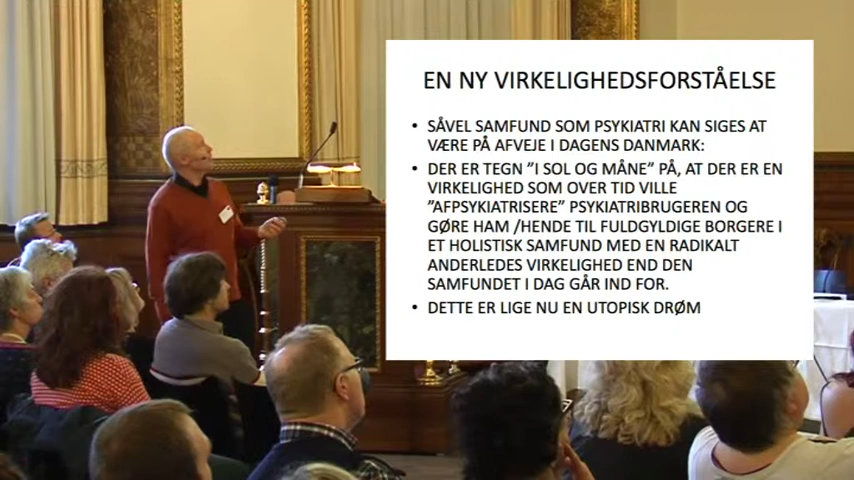 EN NY VIRKELIGHEDSFORSTÅELSE
• SÅVEL SAMFUND SOM PSYKIATRI KAN SIGES AT
VÆRE PÅ AFVEJE I DAGENS DANMARK:
• DER ER TEGN ”I SOL OG MÅNE” PÅ, AT DER ER EN
VIRKELIGHED SOM OVER TID VILLE
”AFPSYKIATRISERE” PSYKIATRIBRUGEREN OG
GØRE HAM /HENDE TIL FULDGYLDIGE BORGERE I
ET HOLISTISK SAMFUND MED EN RADIKALT
ANDERLEDES VIRKELIGHED END DEN
SAMFUNDET I DAG GÅR IND FOR.
• DETTE ER LIGE NU EN UTOPISK DRØM